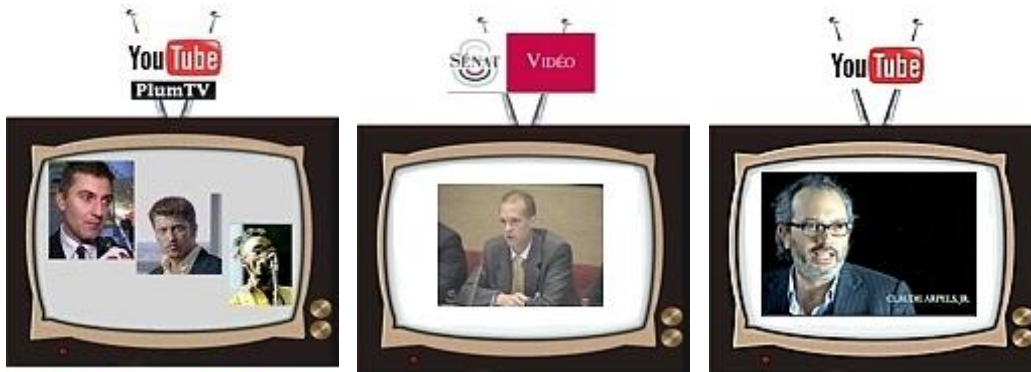 YouTube
PlumTV
SÉNAT
VIDÉO
YouTube
CLAUDE ARPELS, JR.